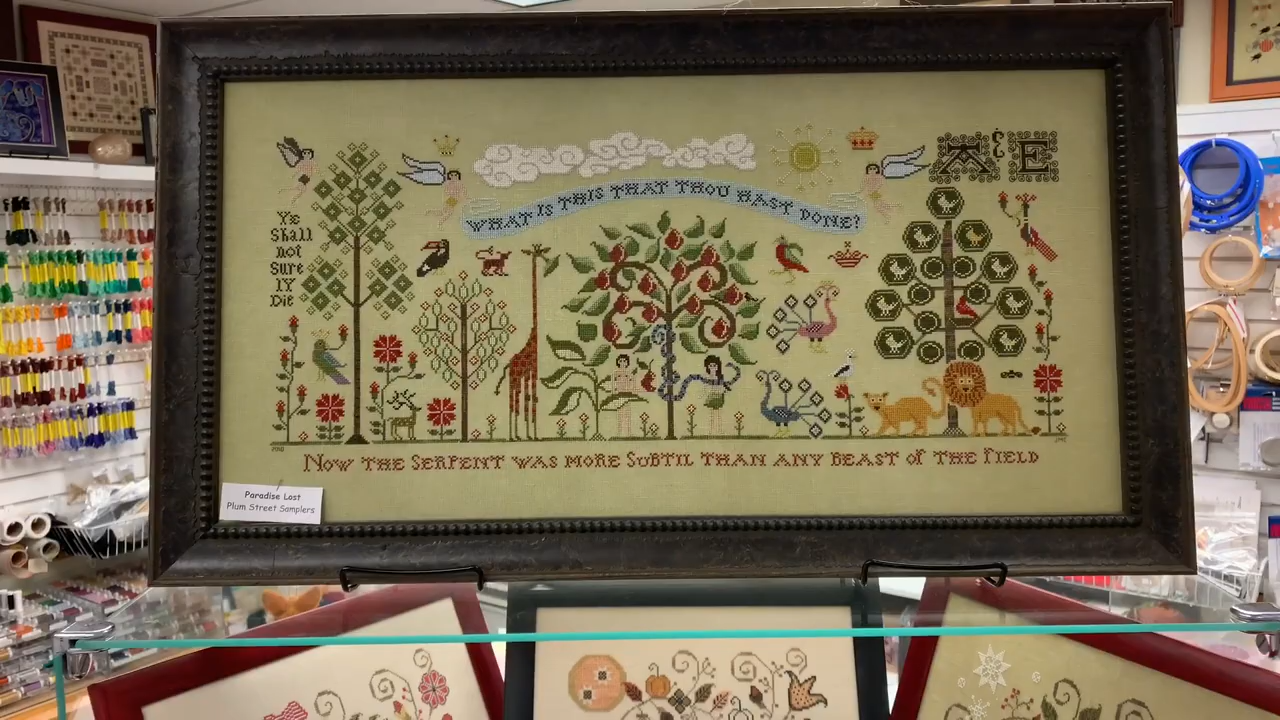 A & E
WHAT IS THIS THAT THOU HAST DONE?
Ye
Shall
not
Sure
lY
Die
NOW THE SERPENT WAS MORE SUBTIL THAN ANY BEAST OF THE FIELD
Paradise Lost
Plum Street Samplers